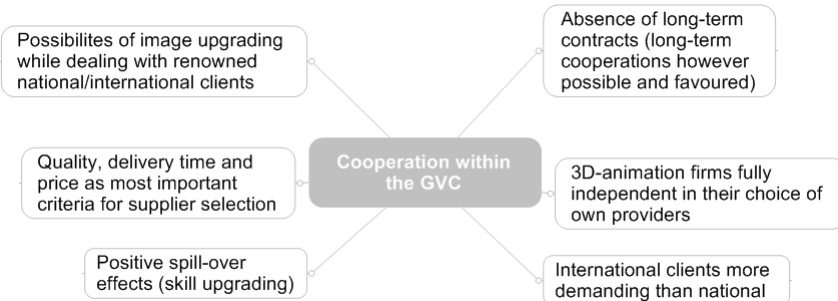 Possibilites of image upgrading
while dealing with renowned
national/international clients
Quality, delivery time and
price as most important
criteria for supplier selection
Positive spill-over
effects (skill upgrading)
Cooperation within
the GVC
Absence of long-term
contracts (long-term
cooperations however
possible and favoured)
3D-animation firms fully
independent in their choice of
own providers
International clients more
demanding than national